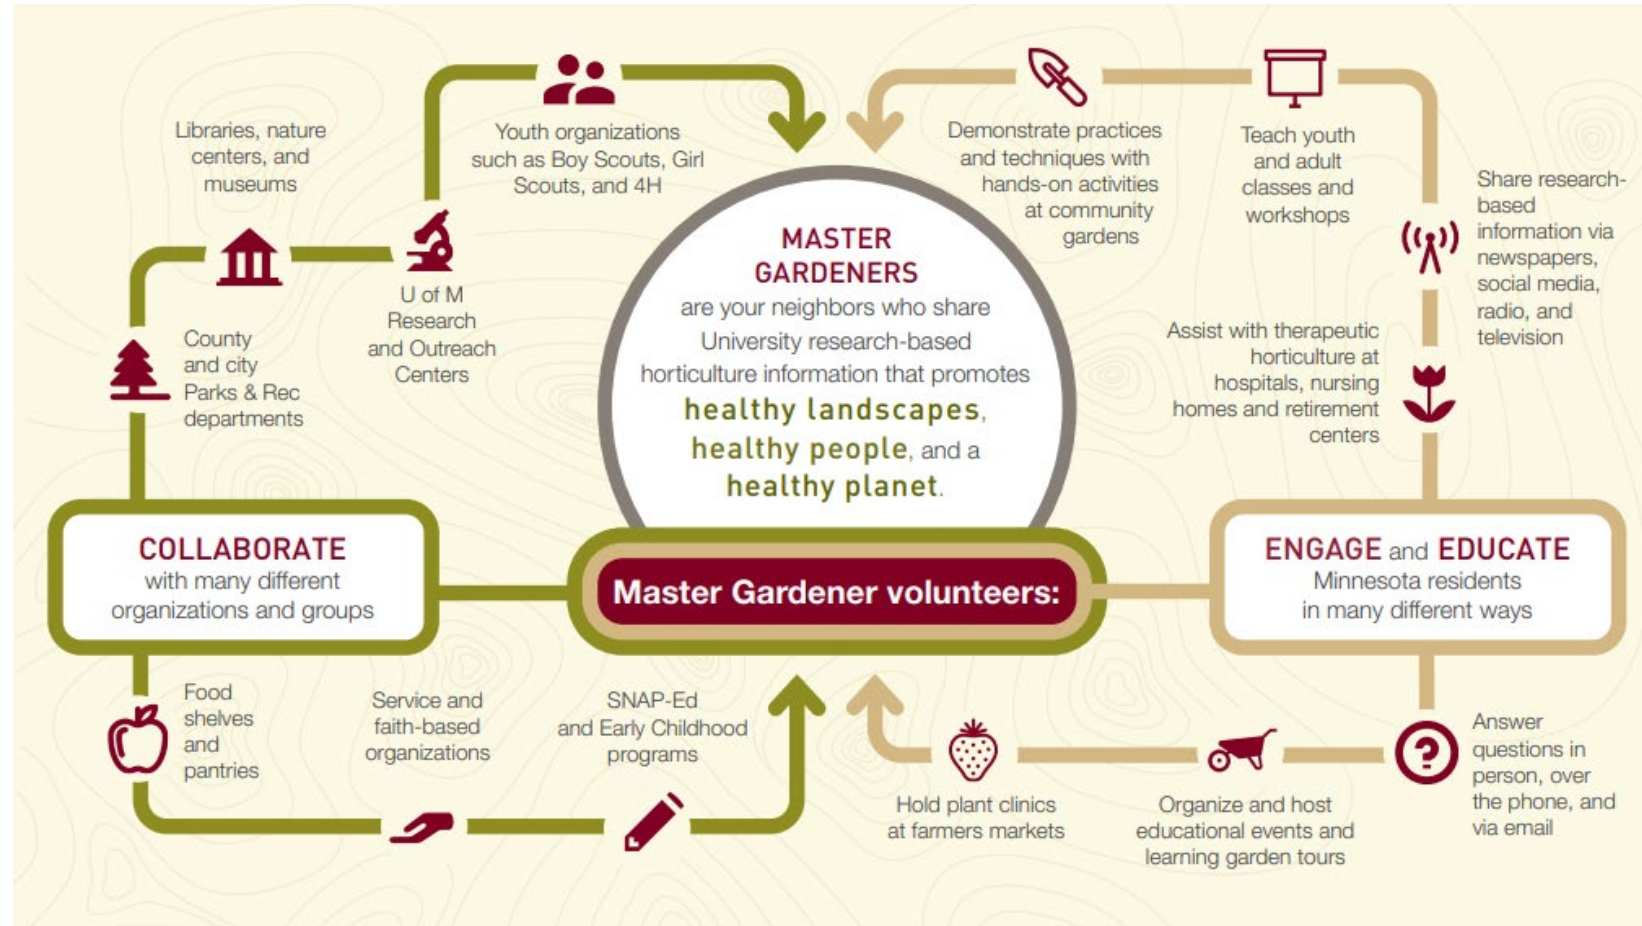 Libraries, nature
centers, and
museums
Youth organizations
such as Boy Scouts, Girl
Scouts, and 4H
U of M
Research
and Outreach
Centers
County
and city
Parks & Rec
departments
COLLABORATE
with many different
organizations and groups
Food
shelves
and
pantries
Service and
faith-based
organizations
SNAP-Ed
and Early Childhood
programs
MASTER
GARDENERS
are your neighbors who share
University research-based
horticulture information that promotes
healthy landscapes,
healthy people, and a
healthy planet.
Master Gardener volunteers:
Demonstrate practices
and techniques with
hands-on activities
at community
gardens
Teach youth
and adult
classes and
workshops
Share research-
based
information via
newspapers,
social media,
radio, and
television
Assist with therapeutic
horticulture at
hospitals, nursing
homes and retirement
centers
ENGAGE and EDUCATE
Minnesota residents
in many different ways
Answer
questions in
person, over
the phone, and
via email
?
Organize and host
educational events and
learning garden tours
Hold plant clinics
at farmers markets